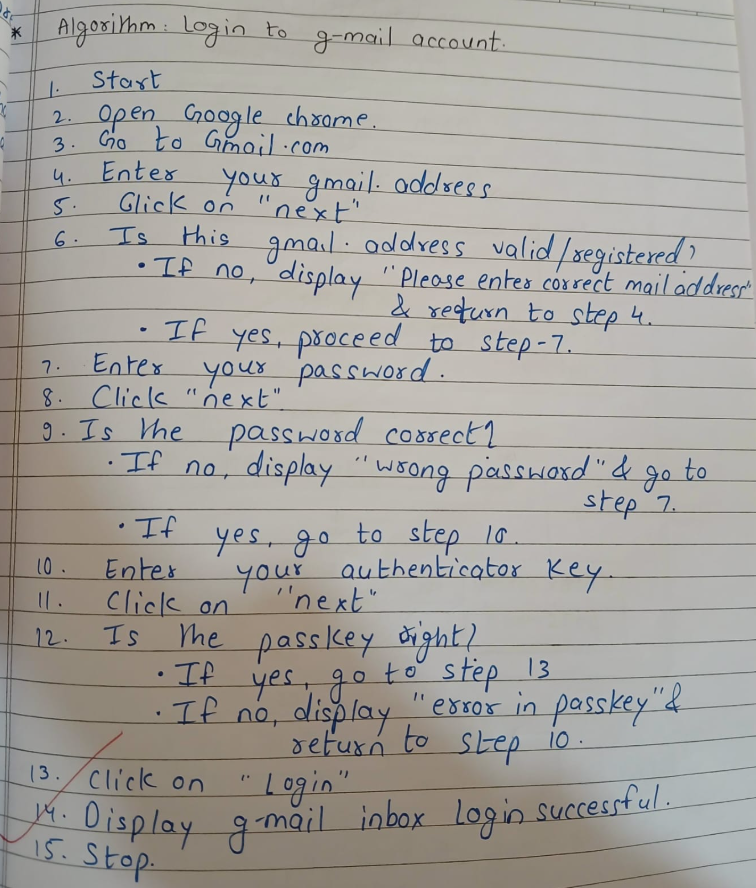 * Algorithm: Login to g-mail account.
1. Start
2. Open Google chrome.
3. Go to Gmail.com
4. Enter your gmail. address
5. Click on "next"
6. Is this gmail. address valid/registered?
• If no, display "Please enter correct mail address"
& return to step 4.
• If yes, proceed to step-7.
7. Enter your password.
8. Click "next"
9. Is the password correct?
• If no, display "wrong password" & go to
step 7.
• If yes, go to step 10.
10. Enter your authenticator key.
11. Click on "next"
12. Is the passkey right?
• If yes, go to step 13
• If no, display "error in passkey" &
return to step 10.
13. Click on "Login"
14. Display g-mail inbox Login successful.
15. Stop.